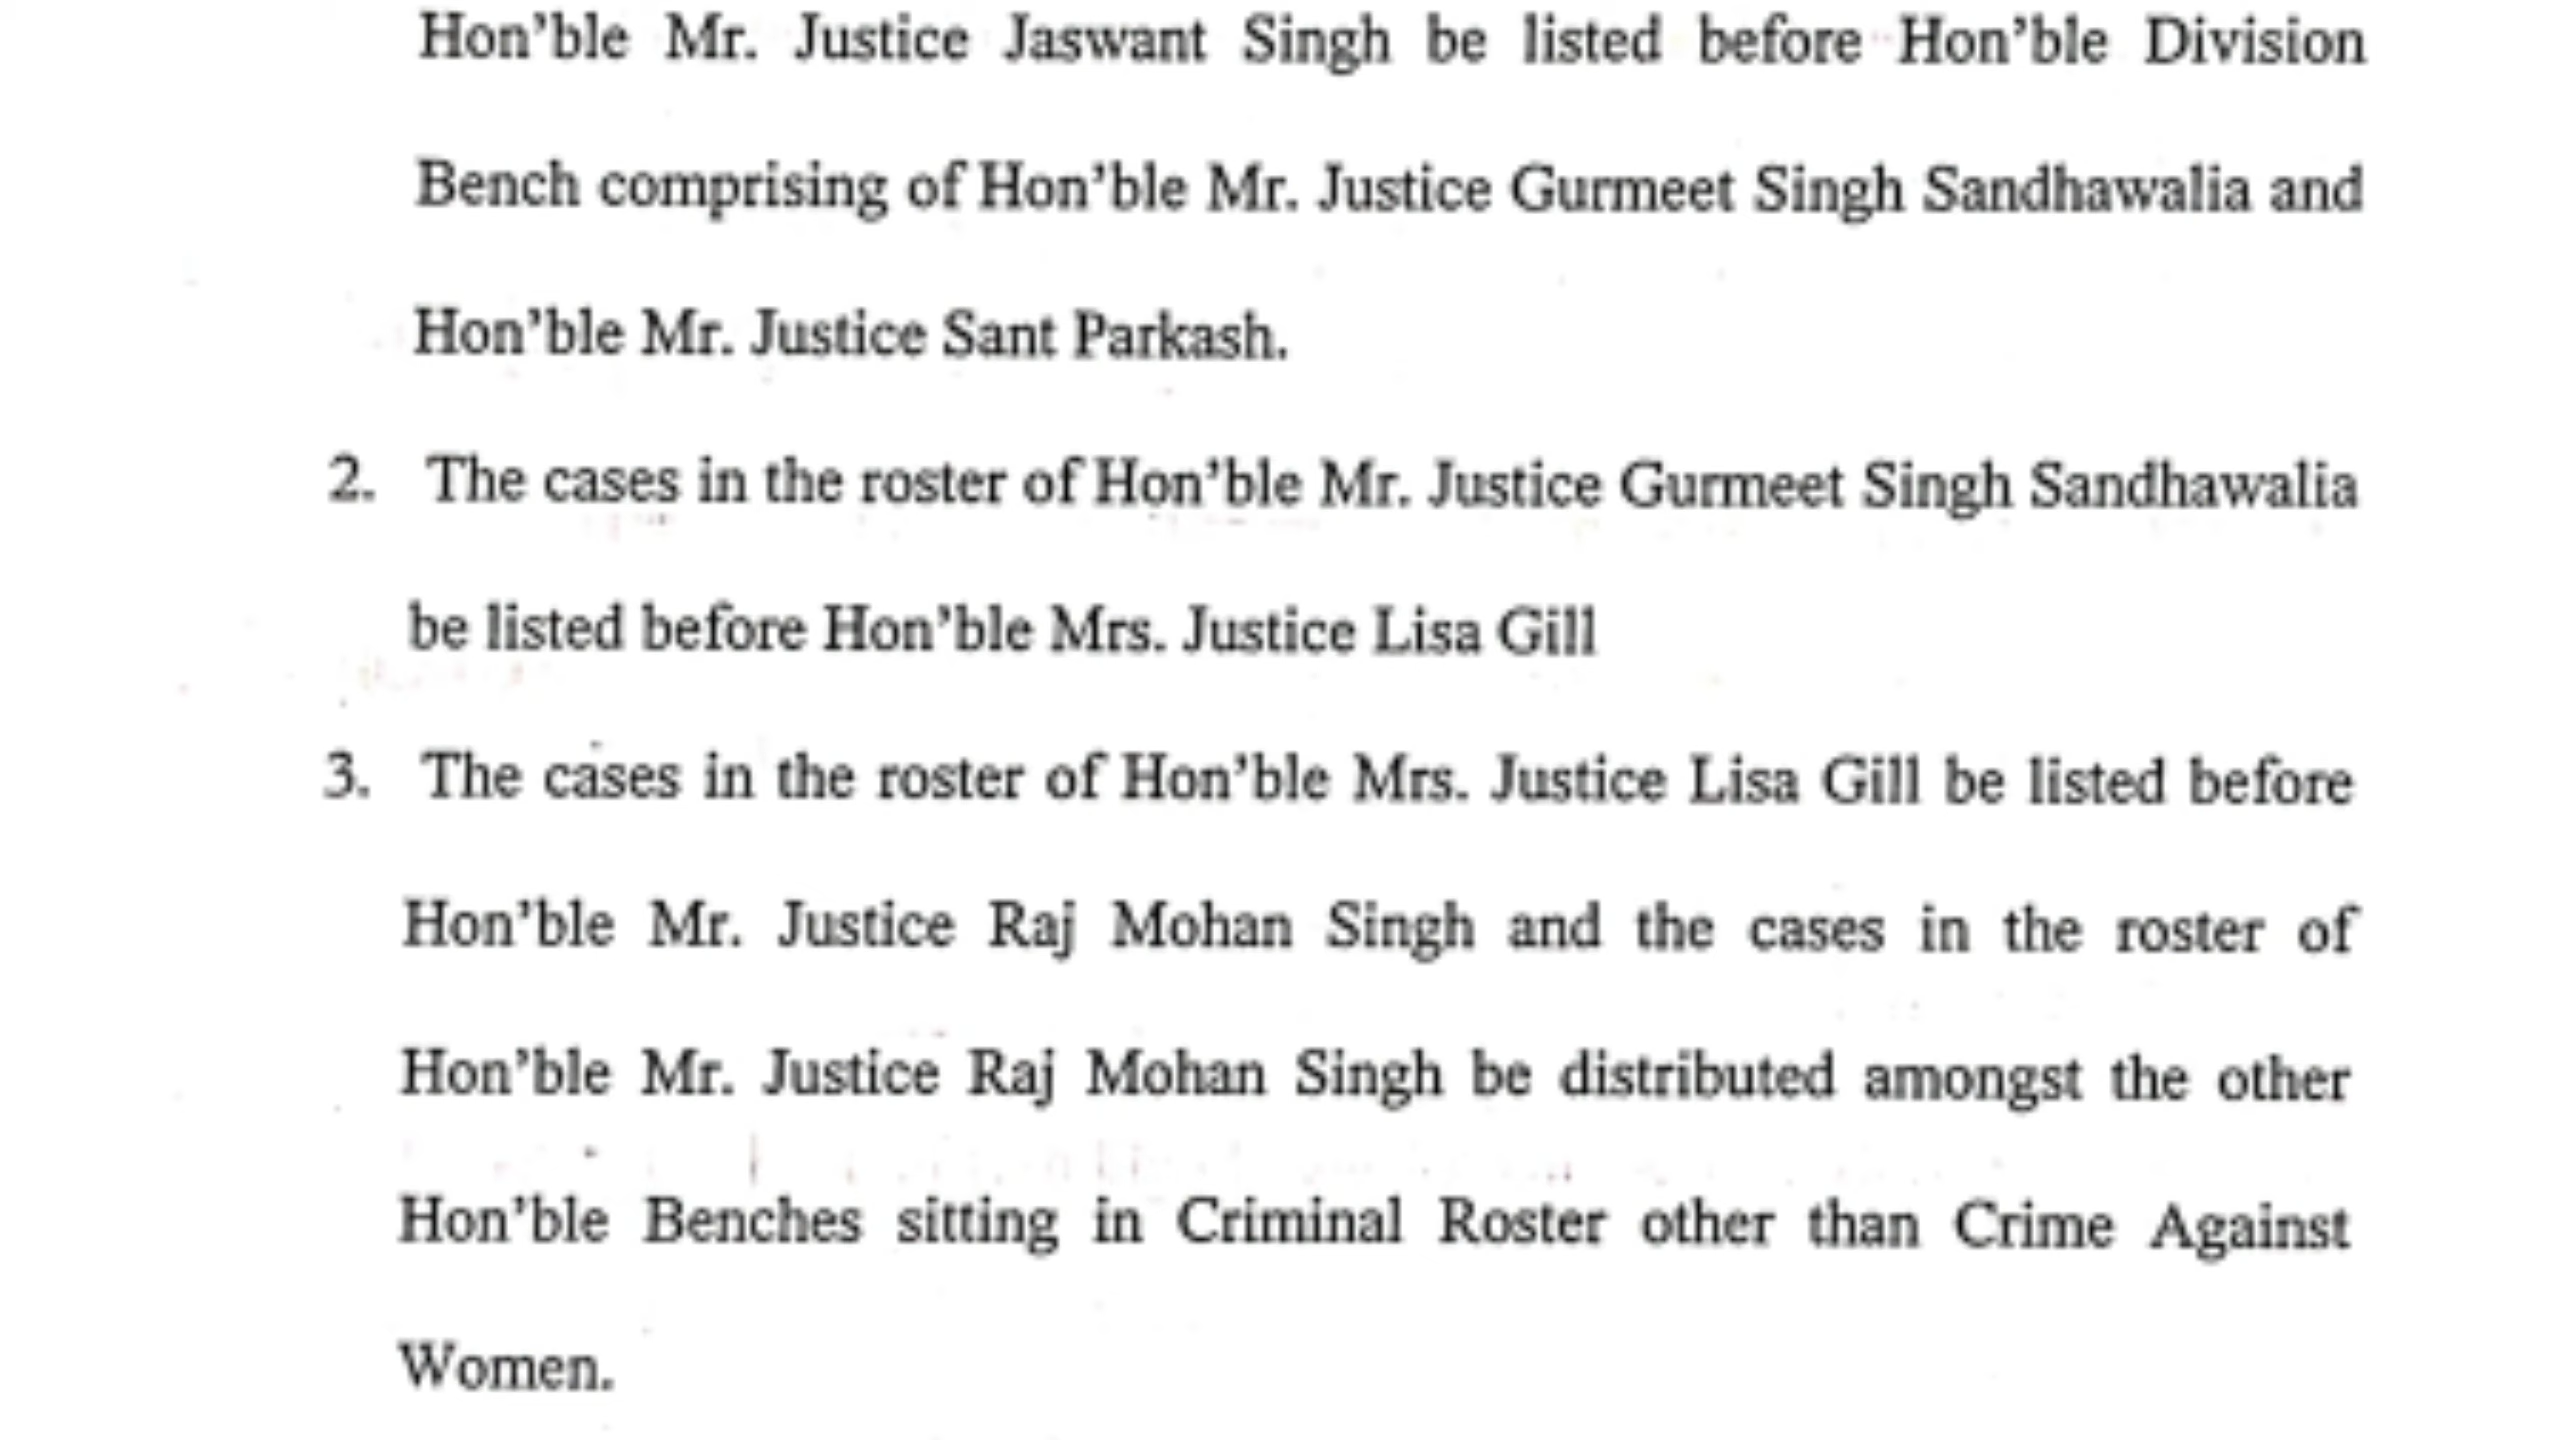 Hon'ble Mr. Justice Jaswant Singh be listed before Hon'ble Division
Bench comprising of Hon'ble Mr. Justice Gurmeet Singh Sandhawalia and
Hon'ble Mr. Justice Sant Parkash.
2. The cases in the roster of Hon'ble Mr. Justice Gurmeet Singh Sandhawalia
be listed before Hon'ble Mrs. Justice Lisa Gill
3. The cases in the roster of Hon'ble Mrs. Justice Lisa Gill be listed before
Hon'ble Mr. Justice Raj Mohan Singh and the cases in the roster of
Hon'ble Mr. Justice Raj Mohan Singh be distributed amongst the other
Hon'ble Benches sitting in Criminal Roster other than Crime Against
Women.